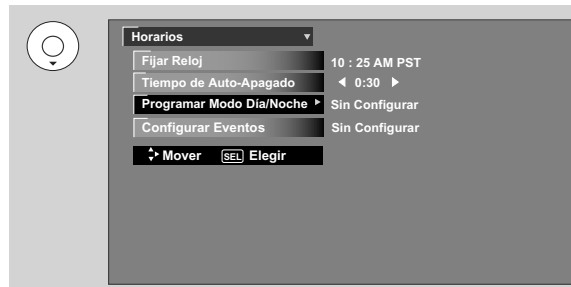 Horarios
Fijar Reloj 10 : 25 AM PST
Tiempo de Auto-Apagado 0:30
Programar Modo Día/Noche Sin Configurar
Configurar Eventos Sin Configurar
Mover SEL Elegir